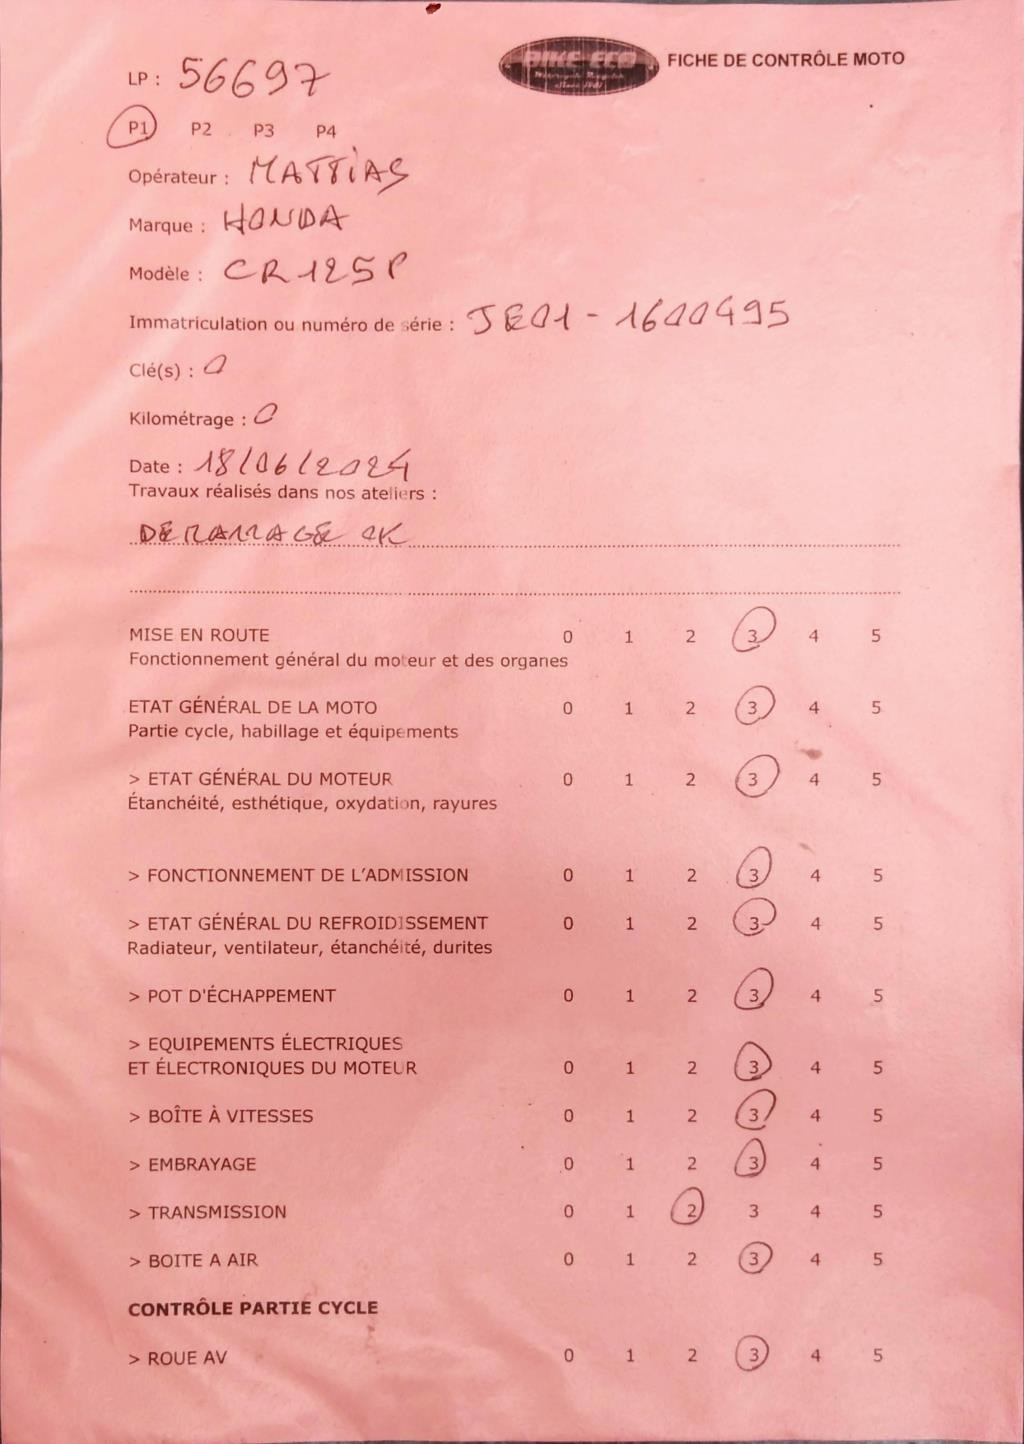 LP : 56697
BIKE ECO
FICHE DE CONTRÔLE MOTO
P1 P2 P3 P4
Opérateur : MATTIAS
Marque : HONDA
Modèle : CR 125 P
Immatriculation ou numéro de série : JE01 - 1600495
Clé(s) : 0
Kilométrage : 0
Date : 18/06/2024
Travaux réalisés dans nos ateliers :
DEMARRAGE OK
MISE EN ROUTE 0 1 2 3 4 5
Fonctionnement général du moteur et des organes
ETAT GÉNÉRAL DE LA MOTO 0 1 2 3 4 5
Partie cycle, habillage et équipements
> ETAT GÉNÉRAL DU MOTEUR 0 1 2 3 4 5
Étanchéité, esthétique, oxydation, rayures
> FONCTIONNEMENT DE L'ADMISSION 0 1 2 3 4 5
> ETAT GÉNÉRAL DU REFROIDISSEMENT 0 1 2 3 4 5
Radiateur, ventilateur, étanchéité, durites
> POT D'ÉCHAPPEMENT 0 1 2 3 4 5
> EQUIPEMENTS ÉLECTRIQUES
ET ÉLECTRONIQUES DU MOTEUR 0 1 2 3 4 5
> BOÎTE À VITESSES 0 1 2 3 4 5
> EMBRAYAGE 0 1 2 3 4 5
> TRANSMISSION 0 1 2 3 4 5
> BOITE A AIR 0 1 2 3 4 5
CONTRÔLE PARTIE CYCLE
> ROUE AV 0 1 2 3 4 5